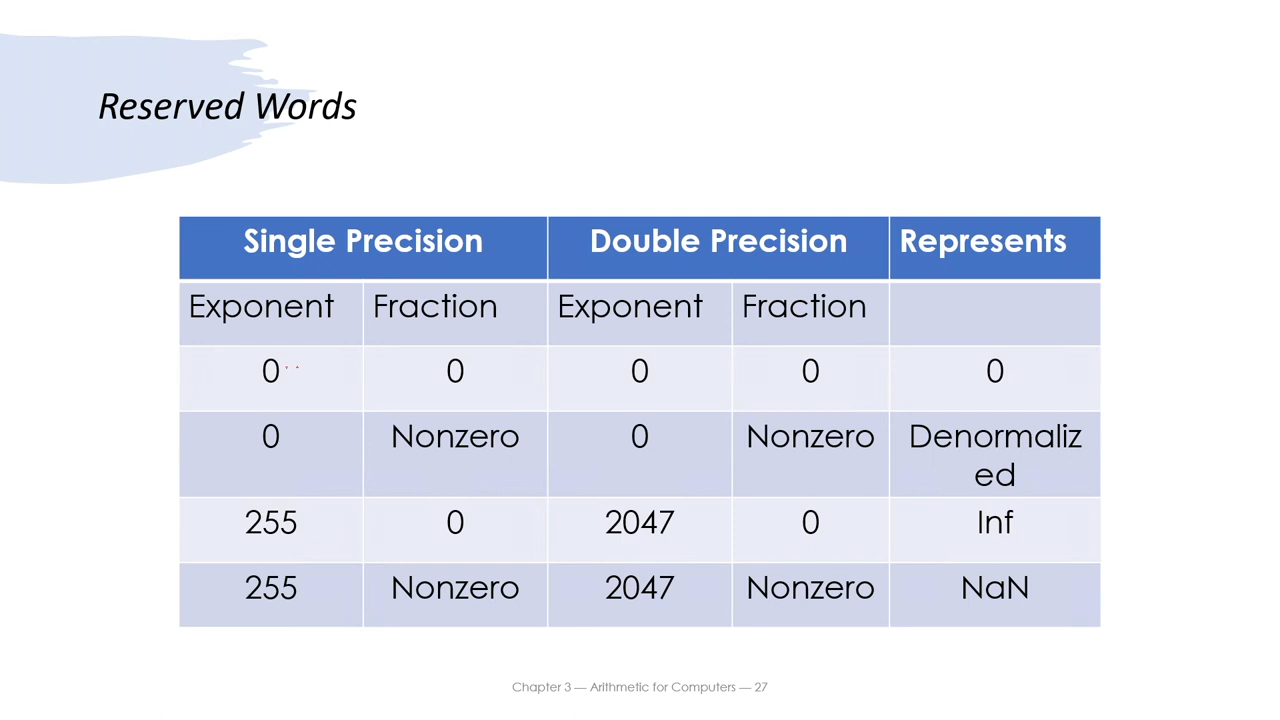 Reserved Words
Single Precision Double Precision Represents
Exponent Fraction Exponent Fraction
0 0 0 0 0
0 Nonzero 0 Nonzero Denormaliz
ed
255 0 2047 0 Inf
255 Nonzero 2047 Nonzero NaN
Chapter 3 — Arithmetic for Computers — 27